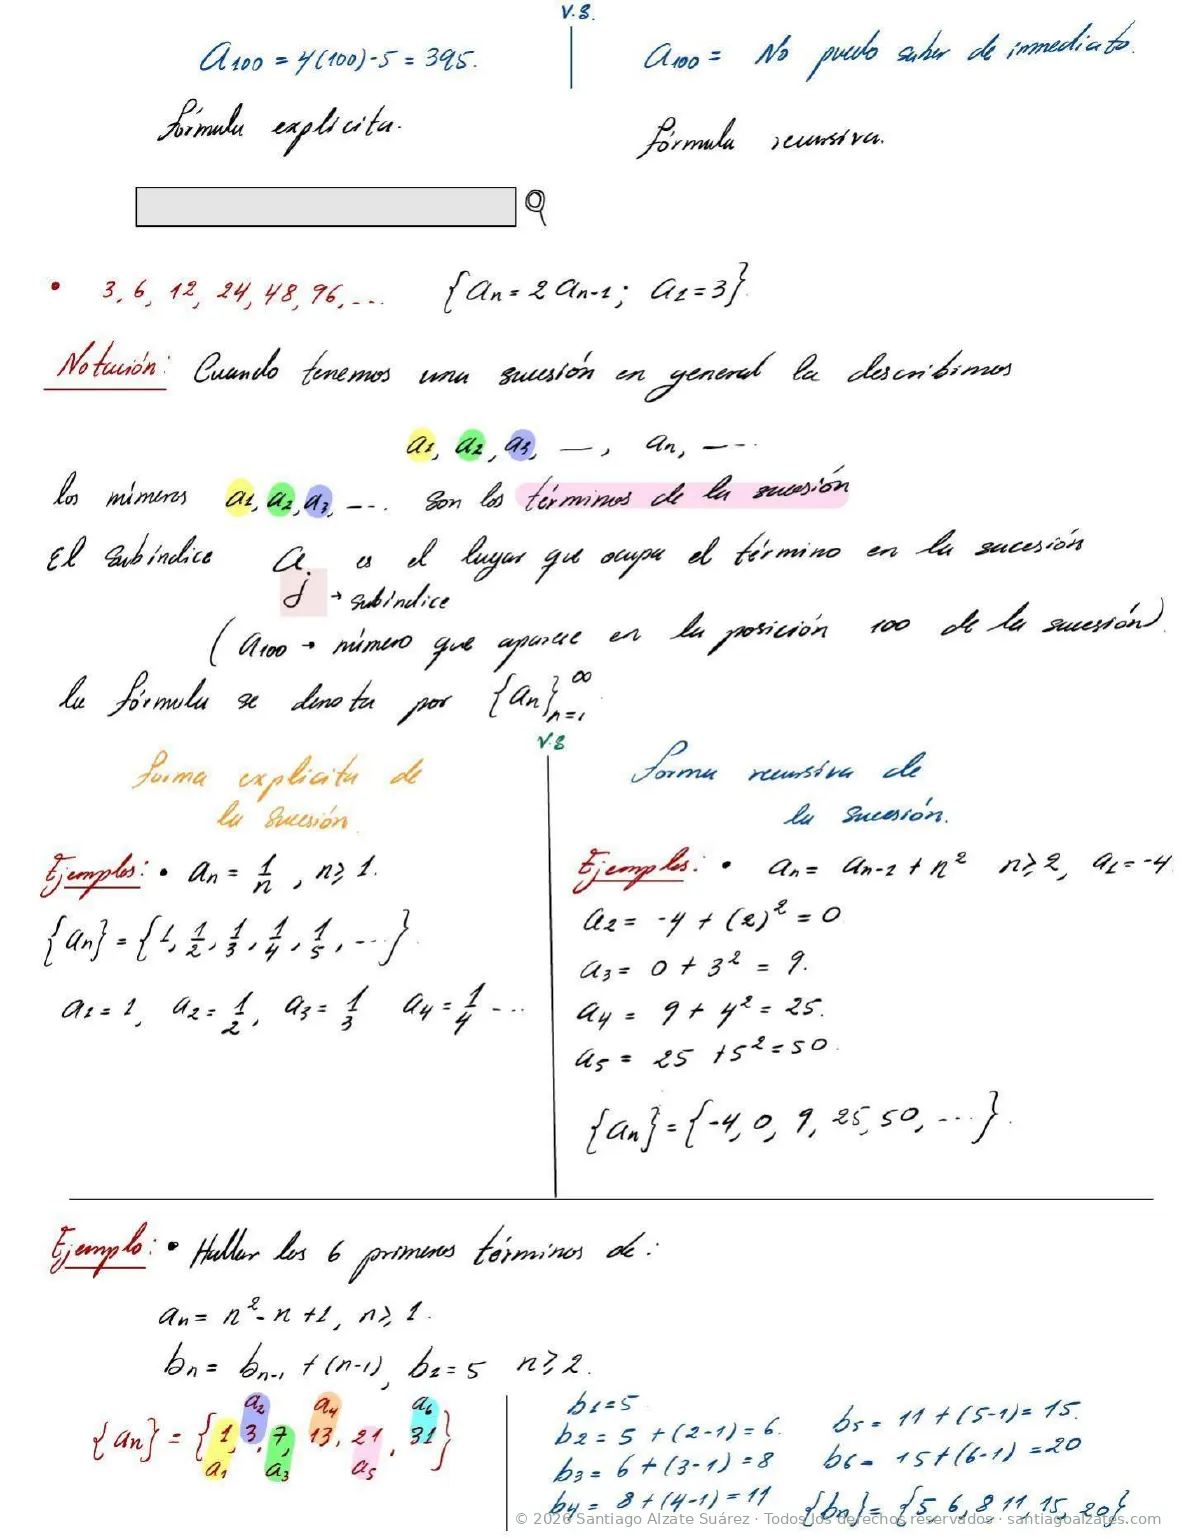 V.S.
a₁₀₀ = 4(100)-5 = 395.
a₁₀₀ = No puedo saber de inmediato.
Fórmula explícita.
Fórmula recursiva.
• 3, 6, 12, 24, 48, 96, ... {aₙ = 2aₙ₋₁; a₁ = 3}
Notación: Cuando tenemos una sucesión en general la describimos
a₁, a₂, a₃, —, aₙ, — ...
los números a₁, a₂, a₃, — ... son los términos de la sucesión
El subíndice a es el lugar que ocupa el término en la sucesión
j → subíndice
(a₁₀₀ → número que aparece en la posición 100 de la sucesión)
la fórmula se denota por {aₙ}ₙ₌₁^∞
V.S
Forma explícita de
la sucesión.
Ejemplos: • aₙ = 1/n, n ≥ 1.
{aₙ} = {1, 1/2, 1/3, 1/4, 1/5, ...}
a₁ = 1, a₂ = 1/2, a₃ = 1/3 a₄ = 1/4 ...
Forma recursiva de
la sucesión.
Ejemplos: • aₙ = aₙ₋₁ + n² n ≥ 2, a₁ = -4
a₂ = -4 + (2)² = 0
a₃ = 0 + 3² = 9.
a₄ = 9 + 4² = 25.
a₅ = 25 + 5² = 50.
{aₙ} = {-4, 0, 9, 25, 50, ...}.
Ejemplo: • Hallar los 6 primeros términos de:
aₙ = n² - n + 1, n ≥ 1.
bₙ = bₙ₋₁ + (n-1), b₁ = 5 n ≥ 2.
a₂ a₄ a₆
{aₙ} = {1, 3, 7, 13, 21, 31}
a₁ a₃ a₅
b₁ = 5
b₂ = 5 + (2-1) = 6.
b₃ = 6 + (3-1) = 8
b₄ = 8 + (4-1) = 11
b₅ = 11 + (5-1) = 15.
b₆ = 15 + (6-1) = 20
{bₙ} = {5 6, 8 11, 15, 20}
© 2026 Santiago Alzate Suárez · Todos los derechos reservados · santiagoalzates.com